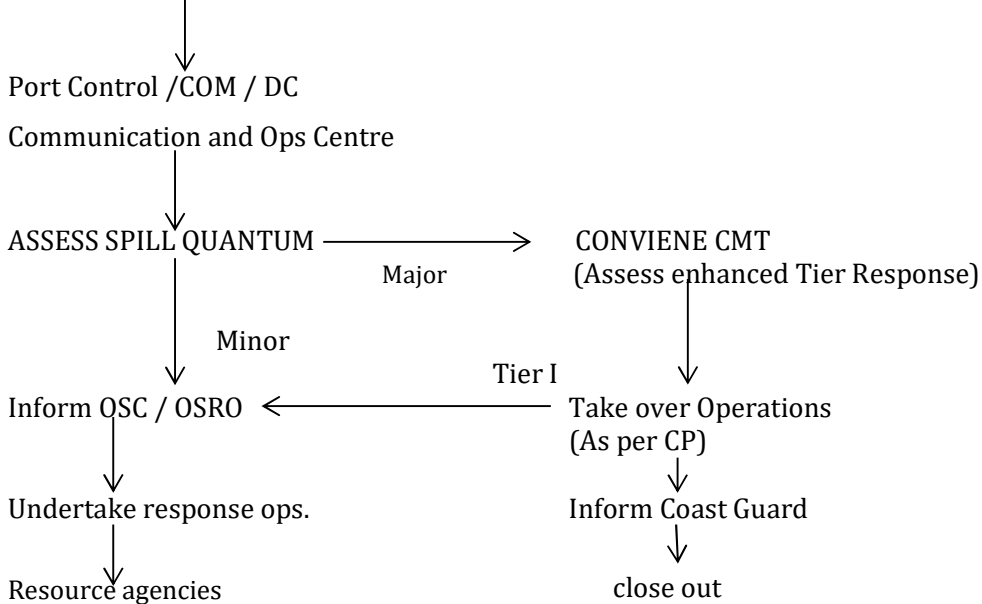 Port Control /COM / DC
Communication and Ops Centre
ASSESS SPILL QUANTUM
Major
CONVIENE CMT
(Assess enhanced Tier Response)
Minor
Tier I
Inform OSC / OSRO
Take over Operations
(As per CP)
Undertake response ops.
Inform Coast Guard
Resource agencies
close out